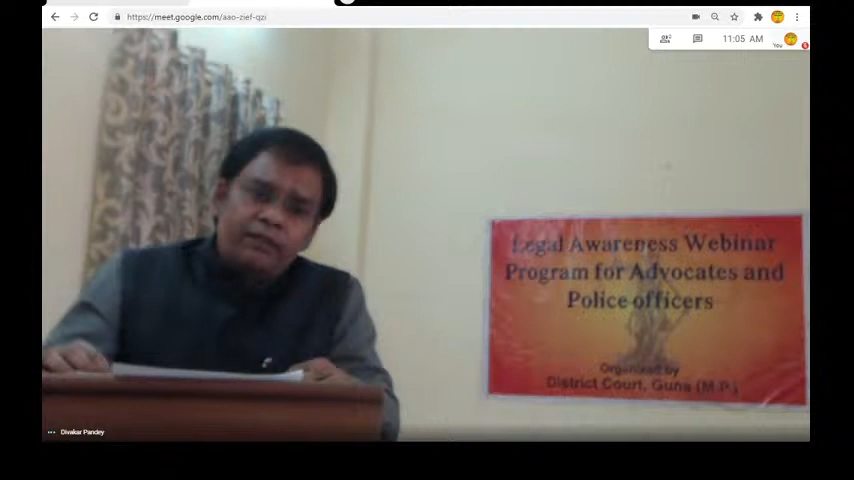 https://meet.google.com/aao-zief-qzi
11:05 AM
You
Legal Awareness Webinar
Program for Advocates and
Police officers
Organised by
District Court, Guna (M.P.)
Divakar Pandey